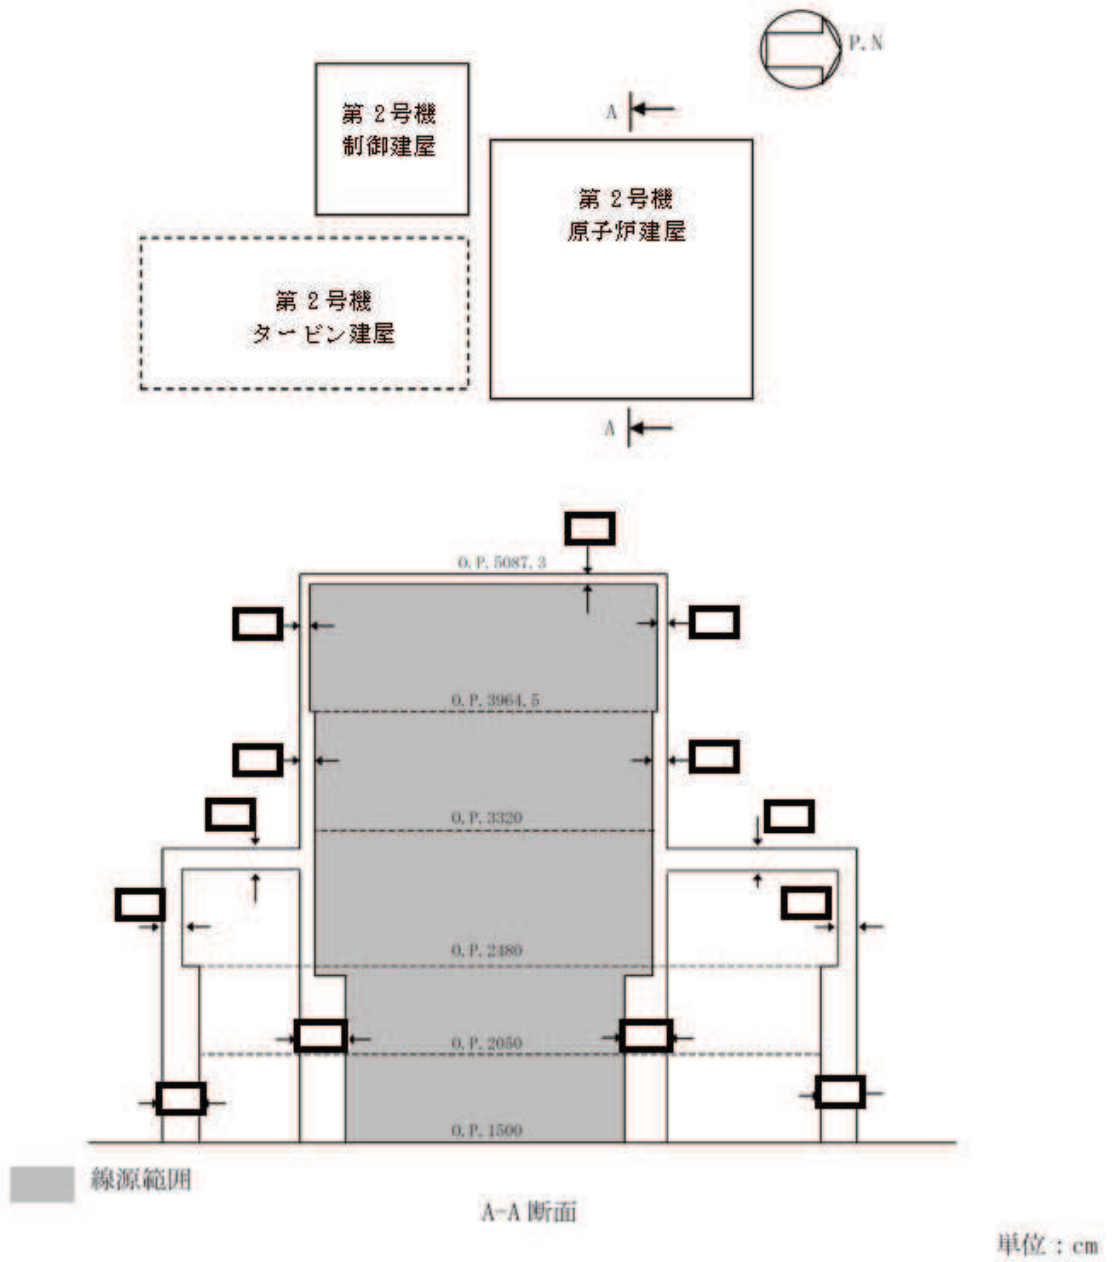 P.N
第2号機
制御建屋
A
第2号機
原子炉建屋
第2号機
タービン建屋
A
O.P.5087.3
O.P.3964.5
O.P.3320
O.P.2480
O.P.2050
O.P.1500
線源範囲
A-A 断面
単位：cm